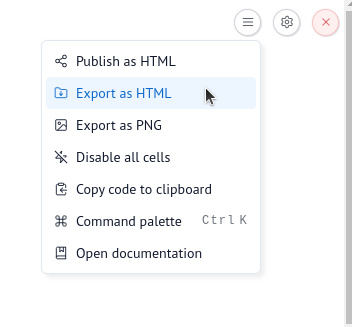 Publish as HTML
Export as HTML
Export as PNG
Disable all cells
Copy code to clipboard
Command palette Ctrl K
Open documentation